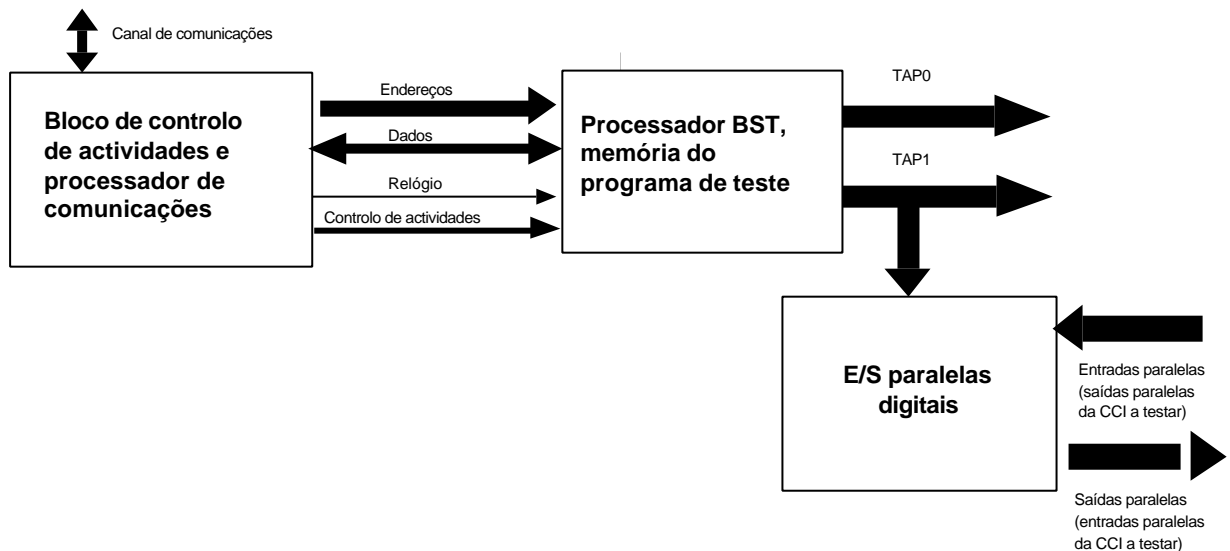 Canal de comunicações
Bloco de controlo
de actividades e
processador de
comunicações
Endereços
Dados
Relógio
Controlo de actividades
Processador BST,
memória do
programa de teste
TAP0
TAP1
E/S paralelas
digitais
Entradas paralelas
(saídas paralelas
da CCI a testar)
Saídas paralelas
(entradas paralelas
da CCI a testar)